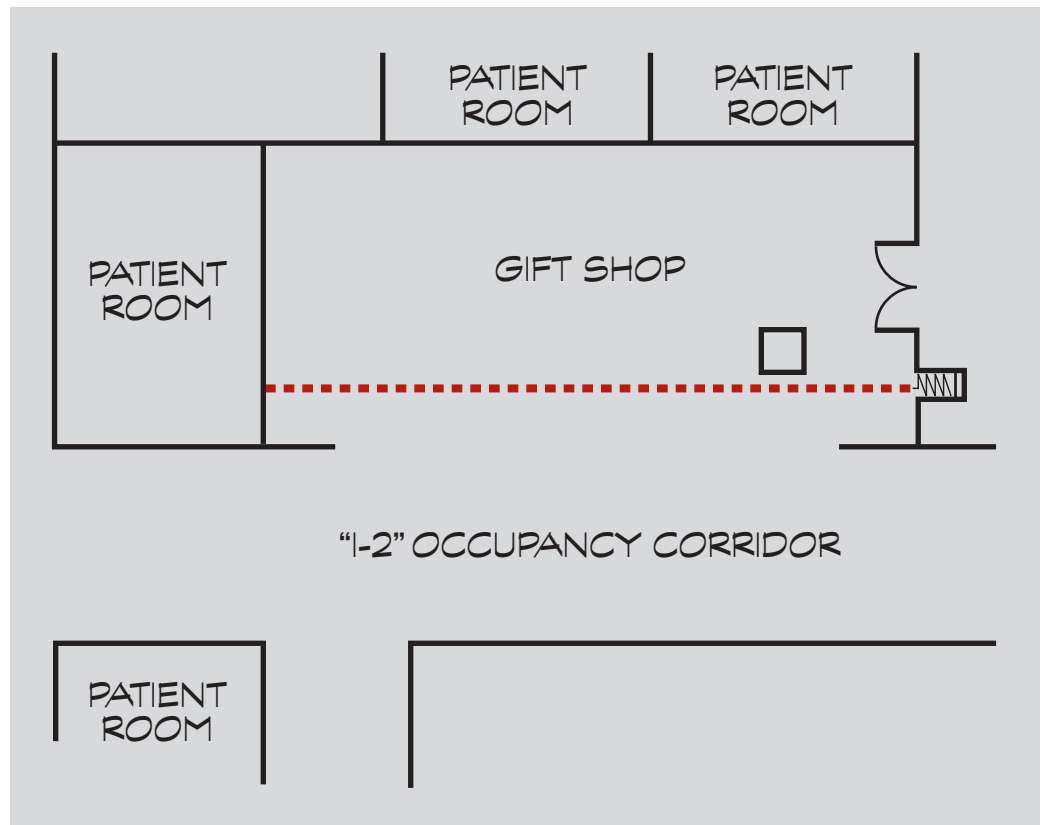 PATIENT
ROOM
PATIENT
ROOM
PATIENT
ROOM
GIFT SHOP
“I-2” OCCUPANCY CORRIDOR
PATIENT
ROOM